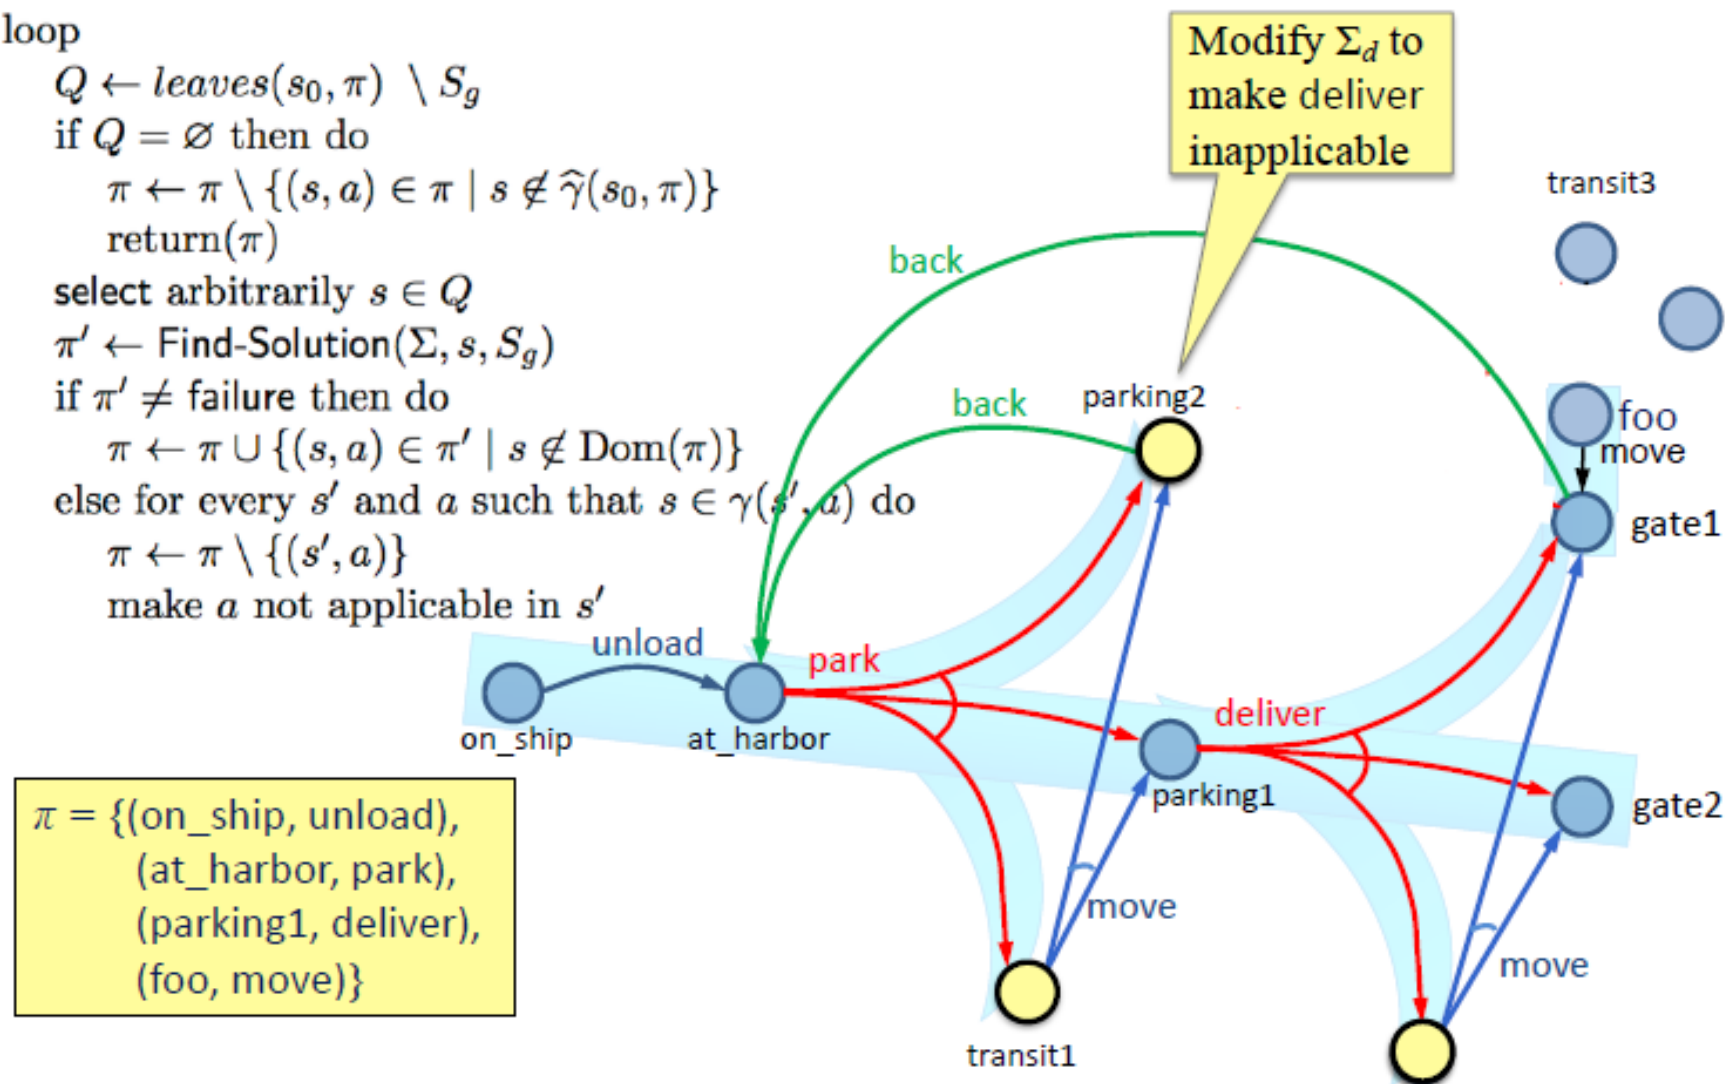 loop
Q ← leaves(s₀, π) \ S_g
if Q = ∅ then do
π ← π \ {(s, a) ∈ π | s ∉ γ̂(s₀, π)}
return(π)
select arbitrarily s ∈ Q
π′ ← Find-Solution(Σ, s, S_g)
if π′ ≠ failure then do
π ← π ∪ {(s, a) ∈ π′ | s ∉ Dom(π)}
else for every s′ and a such that s ∈ γ(s′, a) do
π ← π \ {(s′, a)}
make a not applicable in s′
Modify Σ_d to
make deliver
inapplicable
transit3
back
back
parking2
foo
move
gate1
unload
park
on_ship
at_harbor
deliver
parking1
gate2
move
move
transit1
π = {(on_ship, unload),
(at_harbor, park),
(parking1, deliver),
(foo, move)}